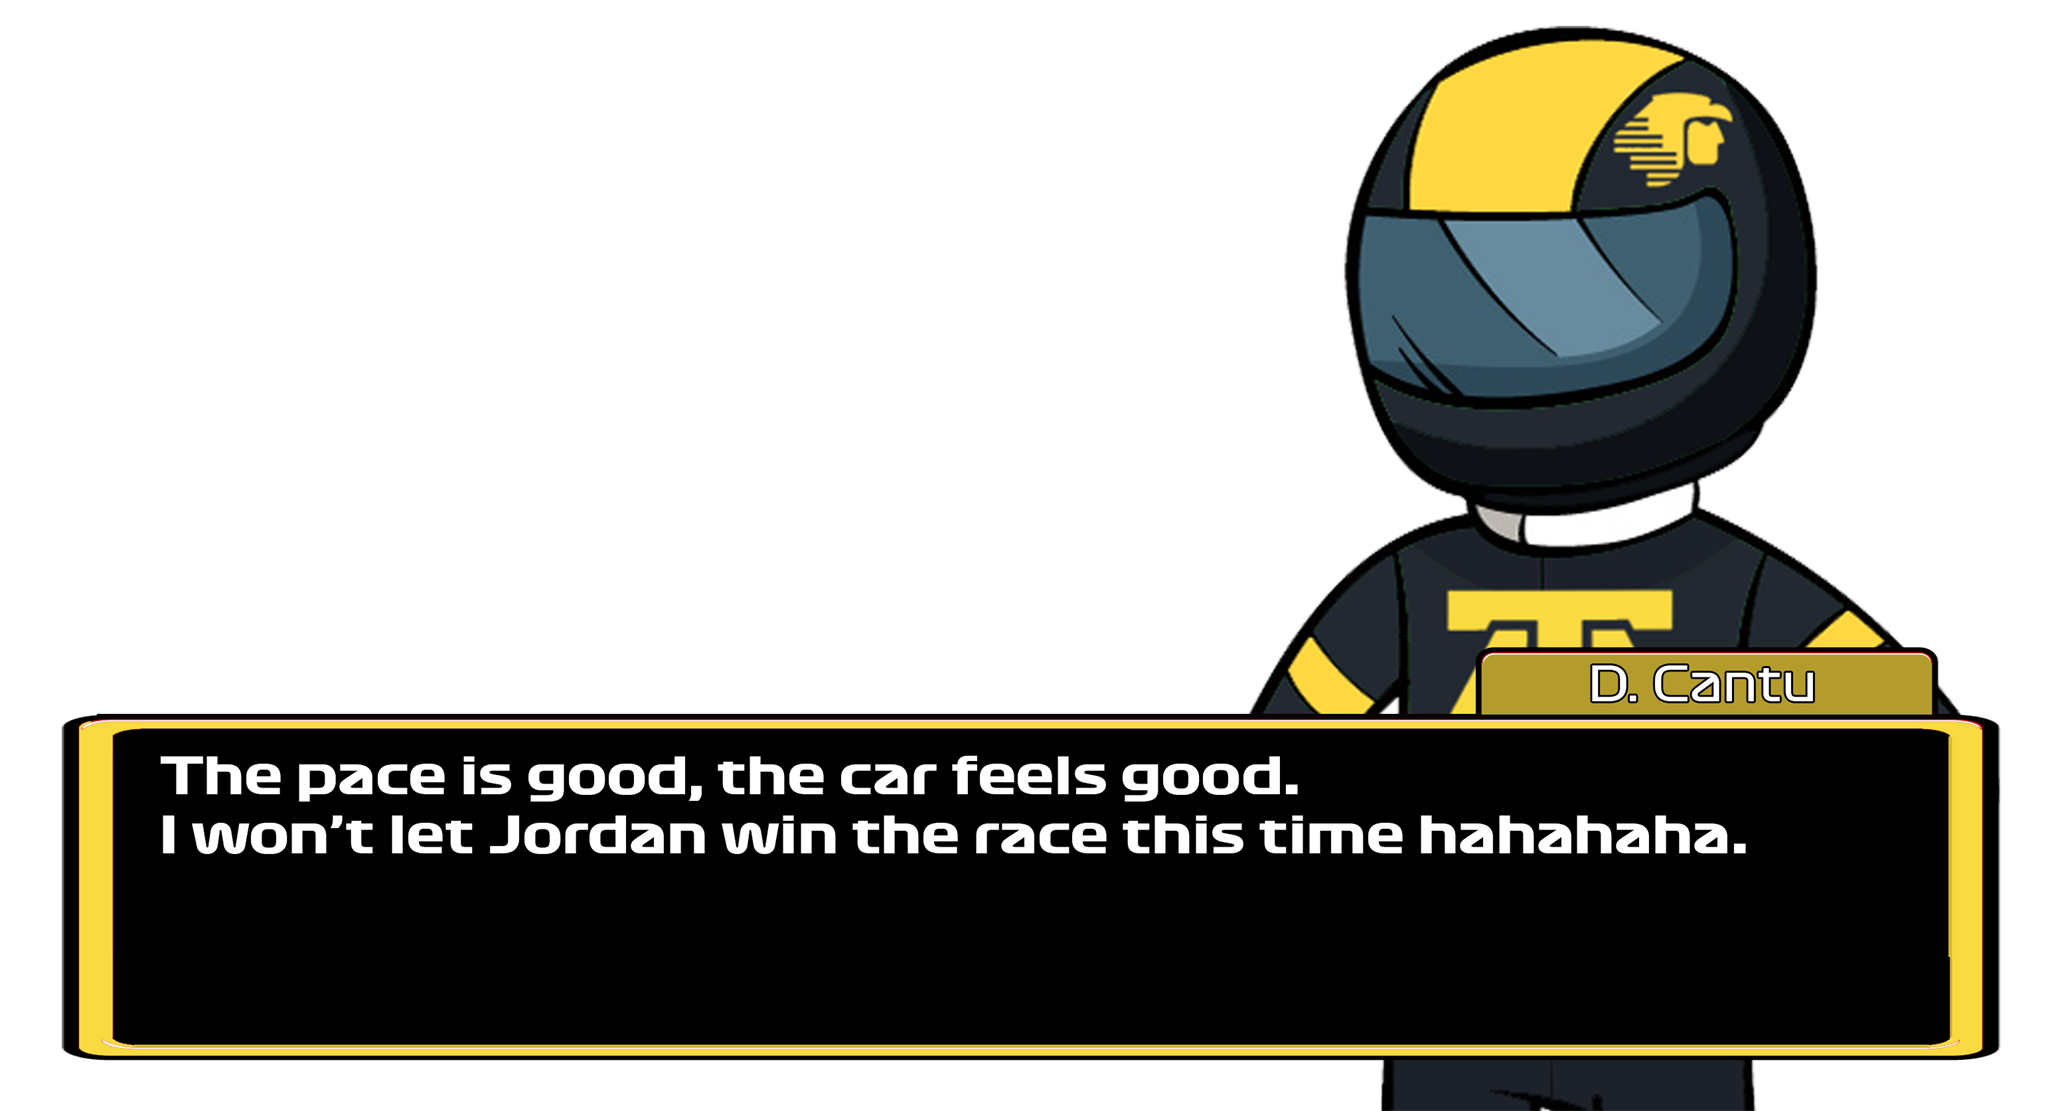 D. Cantu
The pace is good, the car feels good.
I won't let Jordan win the race this time hahahaha.